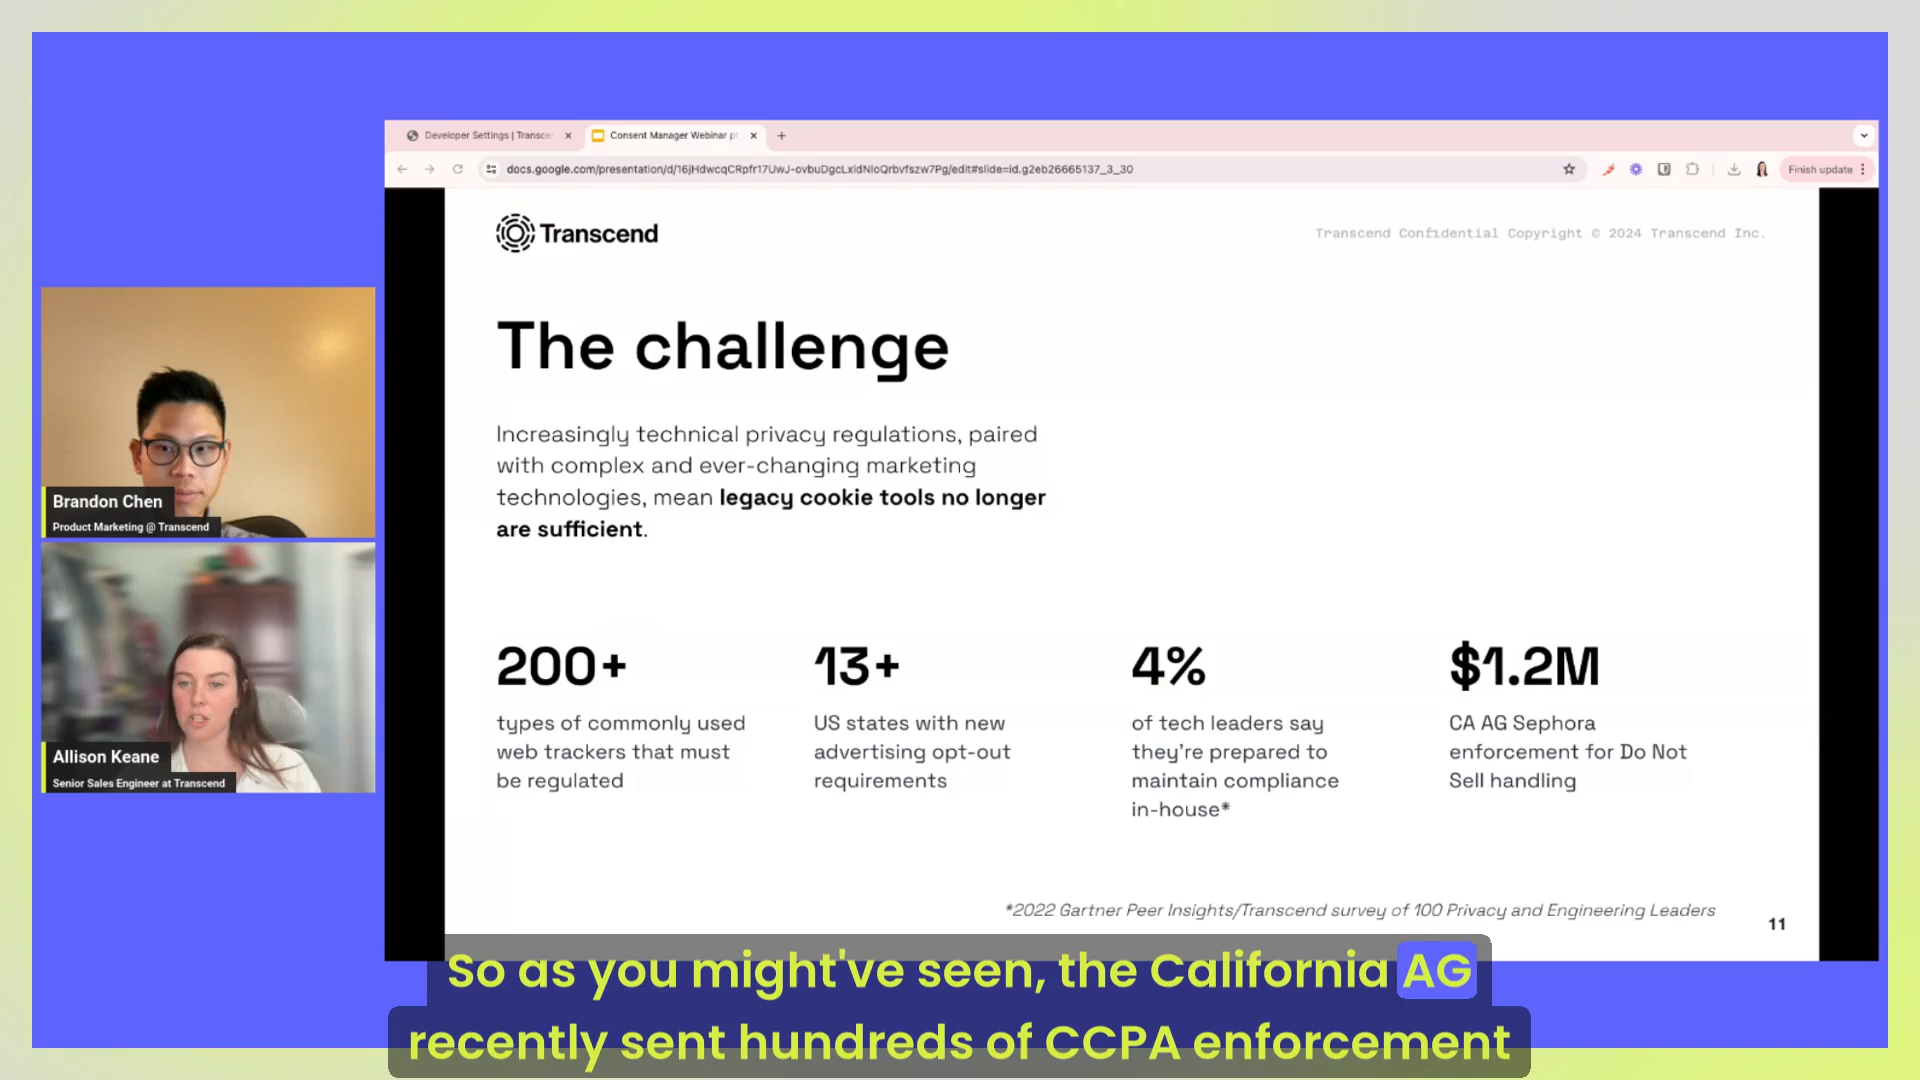 Developer Settings | Transce
Consent Manager Webinar pt
docs.google.com/presentation/d/16jHdwcqCRpfr17UwJ-ovbuDgcLxidNIoQrbvfszw7Pg/edit#slide=id.g2eb26665137_3_30
Finish update
Transcend
Transcend Confidential Copyright © 2024 Transcend Inc.
The challenge
Increasingly technical privacy regulations, paired
with complex and ever-changing marketing
technologies, mean legacy cookie tools no longer
are sufficient.
200+
types of commonly used
web trackers that must
be regulated
13+
US states with new
advertising opt-out
requirements
4%
of tech leaders say
they're prepared to
maintain compliance
in-house*
$1.2M
CA AG Sephora
enforcement for Do Not
Sell handling
*2022 Gartner Peer Insights/Transcend survey of 100 Privacy and Engineering Leaders
11
Brandon Chen
Product Marketing @ Transcend
Allison Keane
Senior Sales Engineer at Transcend
So as you might've seen, the California AG
recently sent hundreds of CCPA enforcement